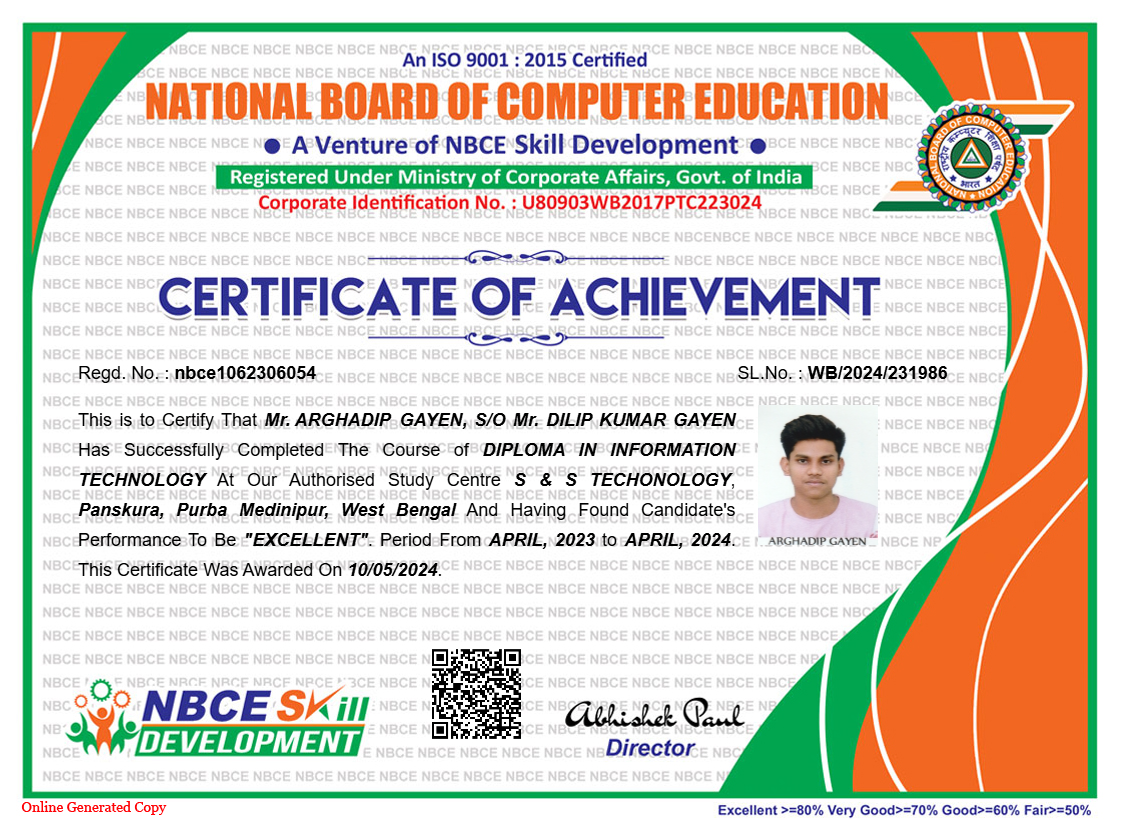 An ISO 9001 : 2015 Certified
NATIONAL BOARD OF COMPUTER EDUCATION
● A Venture of NBCE Skill Development ●
Registered Under Ministry of Corporate Affairs, Govt. of India
Corporate Identification No. : U80903WB2017PTC223024
NATIONAL BOARD OF COMPUTER EDUCATION
राष्ट्रीय कम्प्यूटर शिक्षा
भारत
CERTIFICATE OF ACHIEVEMENT
Regd. No. : nbce1062306054
SL.No. : WB/2024/231986
This is to Certify That Mr. ARGHADIP GAYEN, S/O Mr. DILIP KUMAR GAYEN
Has Successfully Completed The Course of DIPLOMA IN INFORMATION
TECHNOLOGY At Our Authorised Study Centre S & S TECHONOLOGY,
Panskura, Purba Medinipur, West Bengal And Having Found Candidate's
Performance To Be "EXCELLENT". Period From APRIL, 2023 to APRIL, 2024.
This Certificate Was Awarded On 10/05/2024.
ARGHADIP GAYEN
NBCE Skill
DEVELOPMENT
Abhishek Paul
Director
Online Generated Copy
Excellent >=80% Very Good>=70% Good>=60% Fair>=50%